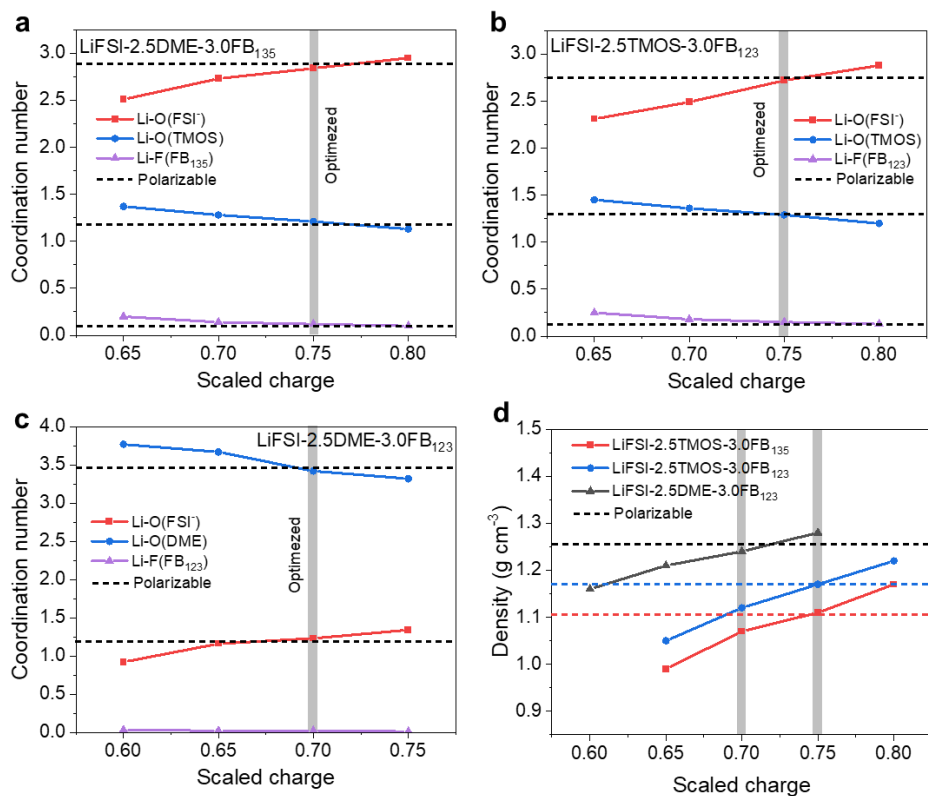 a
LiFSI-2.5DME-3.0FB135
Coordination number
3.0
2.5
2.0
1.5
1.0
0.5
0.0
Li-O(FSI-)
Li-O(TMOS)
Li-F(FB135)
Polarizable
Optimezed
0.65 0.70 0.75 0.80
Scaled charge
b
LiFSI-2.5TMOS-3.0FB123
Coordination number
3.0
2.5
2.0
1.5
1.0
0.5
0.0
Li-O(FSI-)
Li-O(TMOS)
Li-F(FB123)
Polarizable
Optimezed
0.65 0.70 0.75 0.80
Scaled charge
c
LiFSI-2.5DME-3.0FB123
Coordination number
4.0
3.5
3.0
2.5
2.0
1.5
1.0
0.5
0.0
Li-O(FSI-)
Li-O(DME)
Li-F(FB123)
Polarizable
Optimezed
0.60 0.65 0.70 0.75
Scaled charge
d
Density (g cm-3)
1.5
1.4
1.3
1.2
1.1
1.0
0.9
LiFSI-2.5TMOS-3.0FB135
LiFSI-2.5TMOS-3.0FB123
LiFSI-2.5DME-3.0FB123
Polarizable
0.60 0.65 0.70 0.75 0.80
Scaled charge